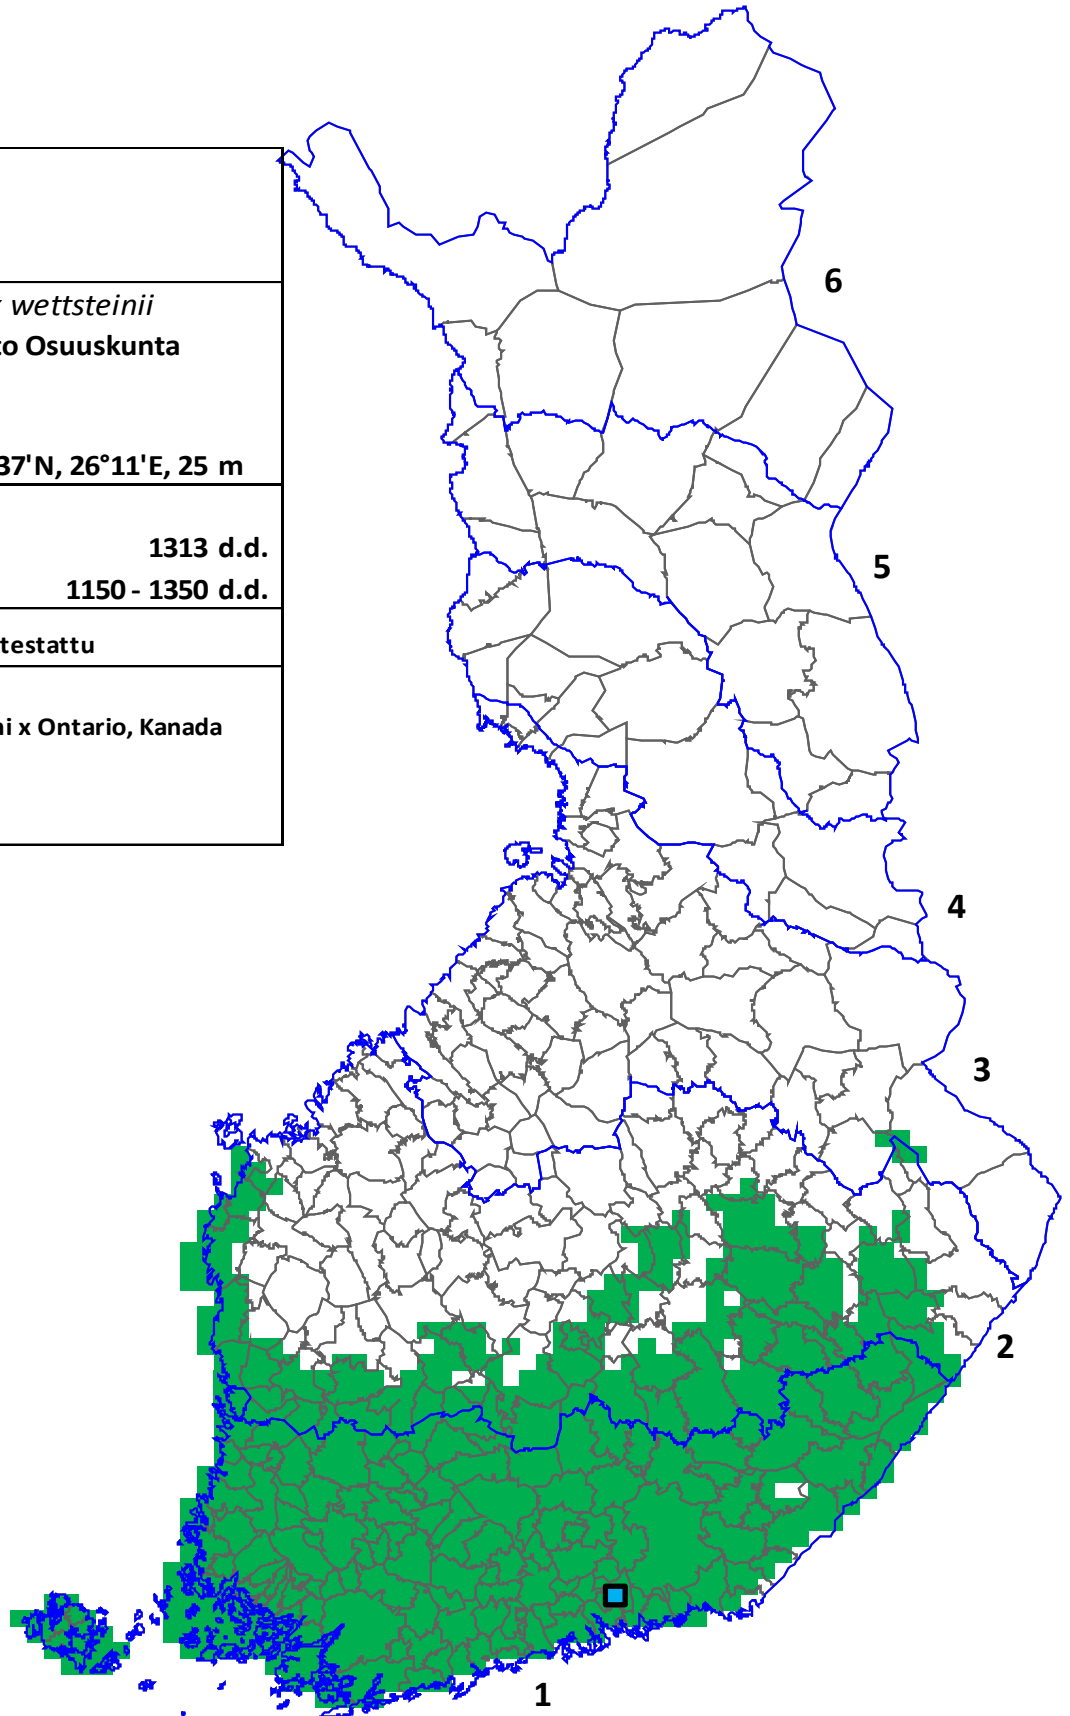 wettsteinii
Osuuskunta
37'N, 26°11'E, 25 m
1313 d.d.
1150 - 1350 d.d.
testattu
x Ontario, Kanada
6
5
4
3
2
1